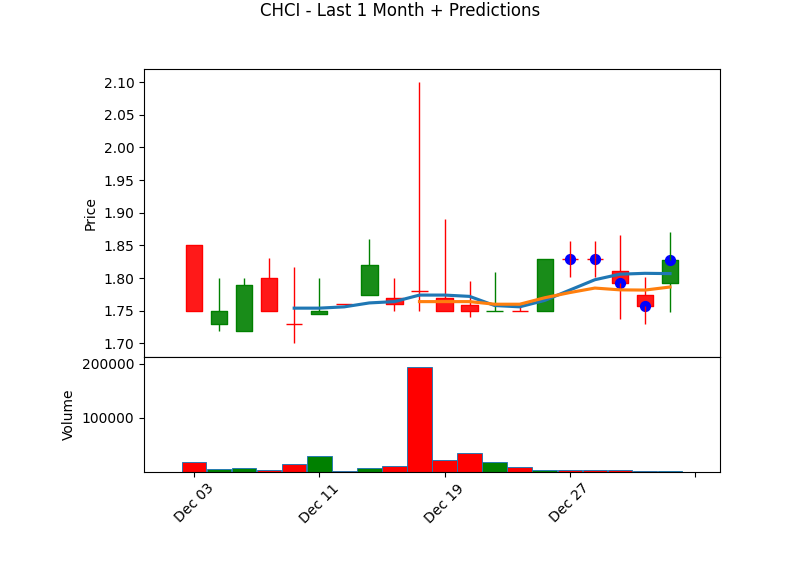 CHCI - Last 1 Month + Predictions
2.10
2.05
2.00
1.95
1.90
1.85
1.80
1.75
1.70
Price
200000
100000
Volume
Dec 03
Dec 11
Dec 19
Dec 27